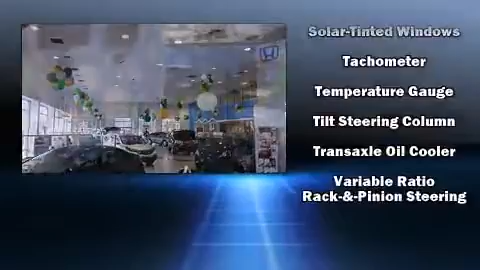 Solar-Tinted Windows
Tachometer
Temperature Gauge
Tilt Steering Column
Transaxle Oil Cooler
Variable Ratio
Rack-&-Pinion Steering